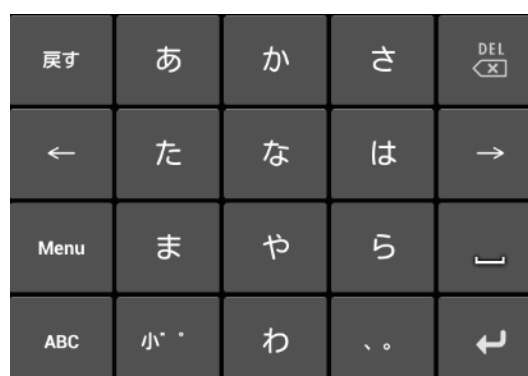 戻す あ か さ DEL
← た な は →
Menu ま や ら
ABC 小゛゜ わ 、。